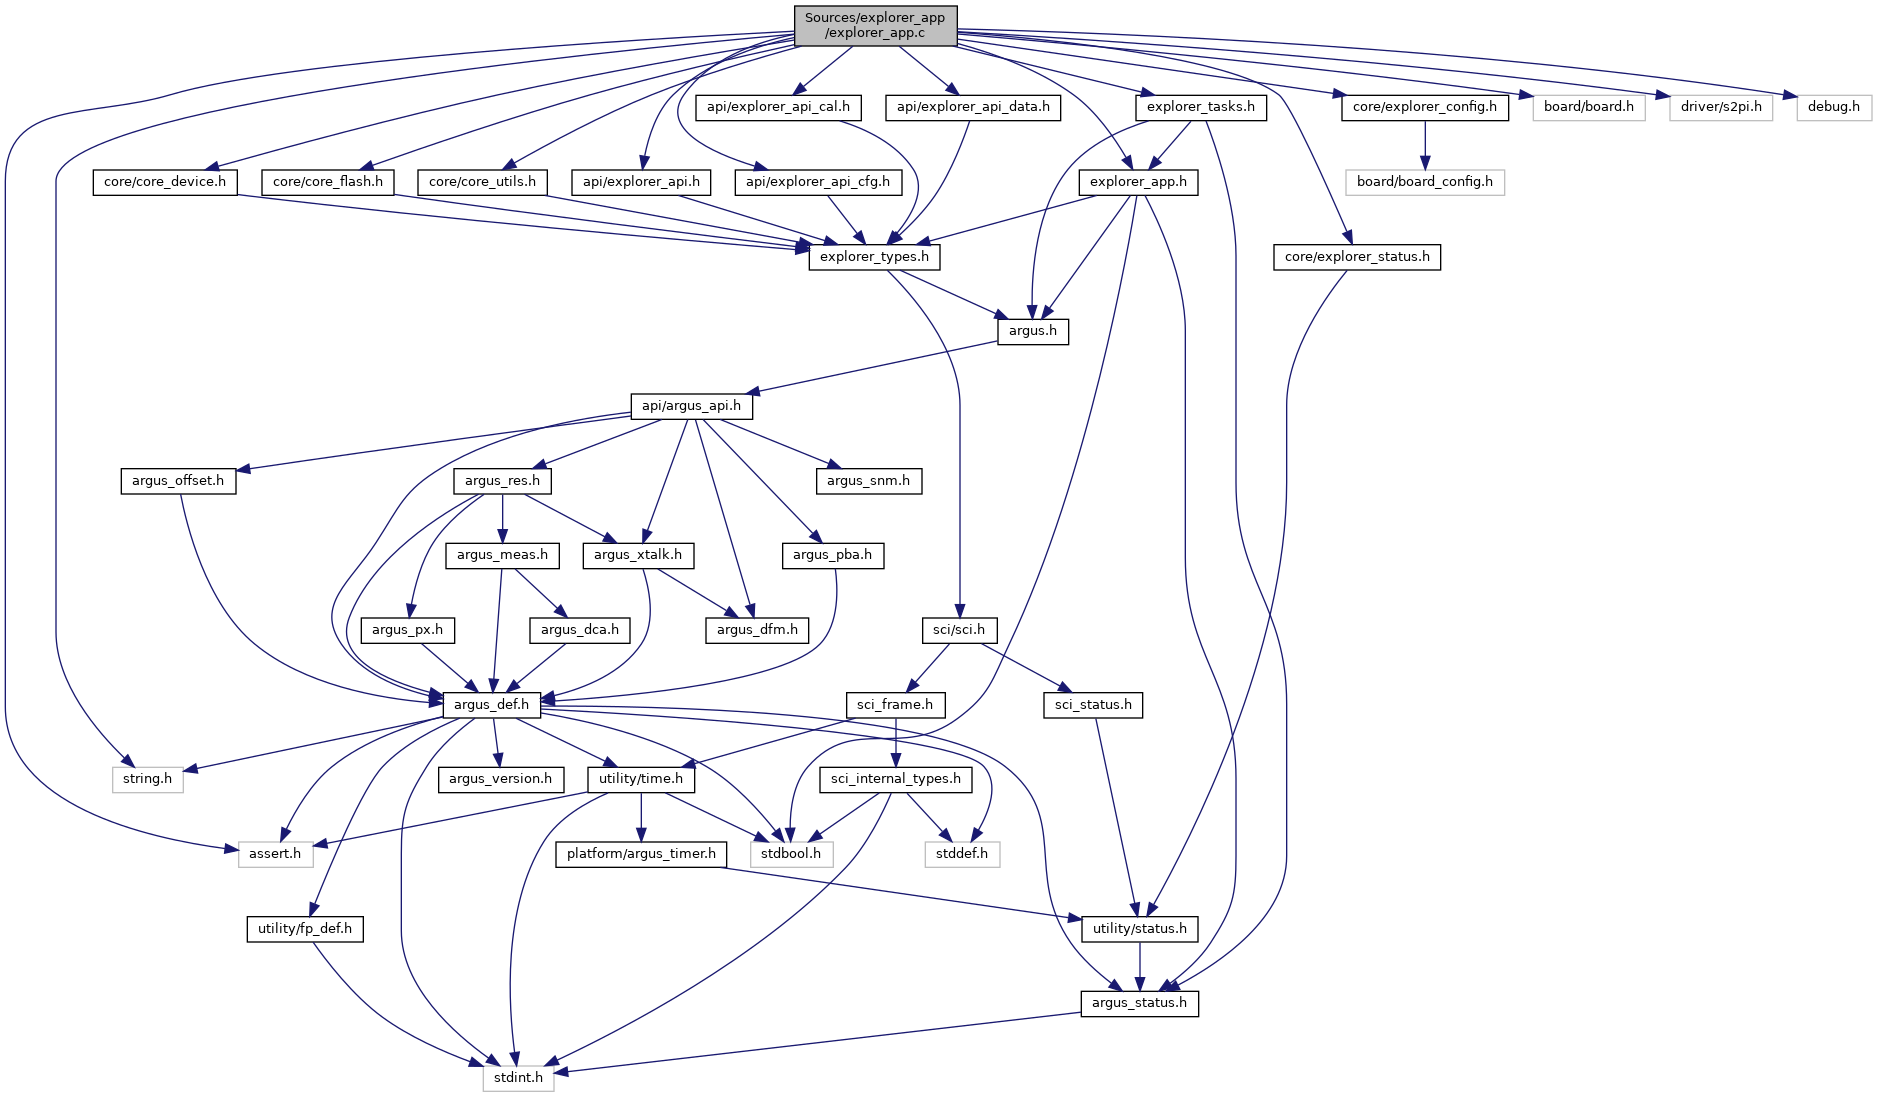 Sources/explorer_app
/explorer_app.c
api/explorer_api_cal.h
api/explorer_api_data.h
explorer_tasks.h
core/explorer_config.h
board/board.h
driver/s2pi.h
debug.h
core/core_device.h
core/core_flash.h
core/core_utils.h
api/explorer_api.h
api/explorer_api_cfg.h
explorer_app.h
board/board_config.h
explorer_types.h
core/explorer_status.h
argus.h
api/argus_api.h
argus_offset.h
argus_res.h
argus_snm.h
argus_meas.h
argus_xtalk.h
argus_pba.h
argus_px.h
argus_dca.h
argus_dfm.h
sci/sci.h
argus_def.h
sci_frame.h
sci_status.h
string.h
argus_version.h
utility/time.h
sci_internal_types.h
assert.h
platform/argus_timer.h
stdbool.h
stddef.h
utility/fp_def.h
utility/status.h
argus_status.h
stdint.h